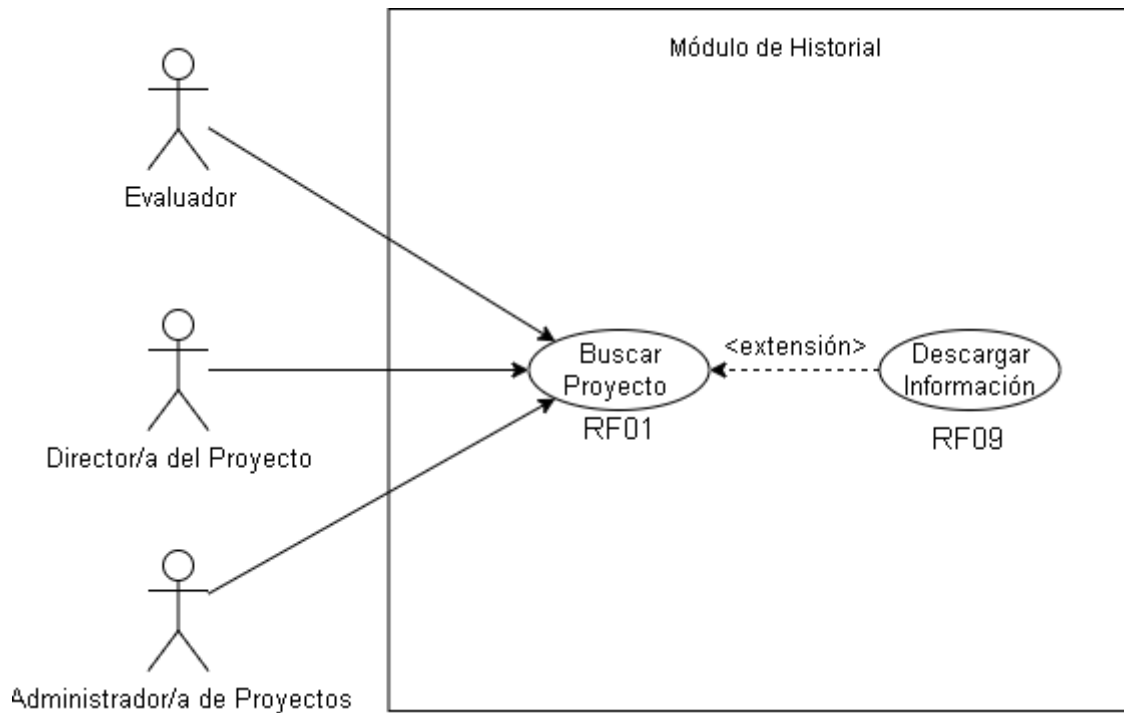 Módulo de Historial
Evaluador
Buscar
Proyecto
RF01
<extensión>
Descargar
Información
RF09
Director/a del Proyecto
Administrador/a de Proyectos